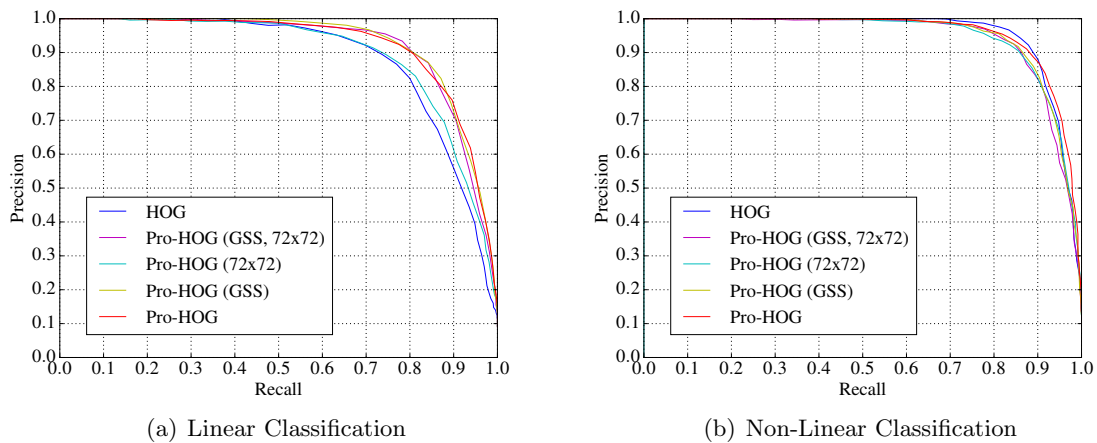 1.0
0.9
0.8
0.7
0.6
0.5
0.4
0.3
0.2
0.1
0.0
Precision
HOG
Pro-HOG (GSS, 72x72)
Pro-HOG (72x72)
Pro-HOG (GSS)
Pro-HOG
0.0 0.1 0.2 0.3 0.4 0.5 0.6 0.7 0.8 0.9 1.0
Recall
(a) Linear Classification
1.0
0.9
0.8
0.7
0.6
0.5
0.4
0.3
0.2
0.1
0.0
Precision
HOG
Pro-HOG (GSS, 72x72)
Pro-HOG (72x72)
Pro-HOG (GSS)
Pro-HOG
0.0 0.1 0.2 0.3 0.4 0.5 0.6 0.7 0.8 0.9 1.0
Recall
(b) Non-Linear Classification